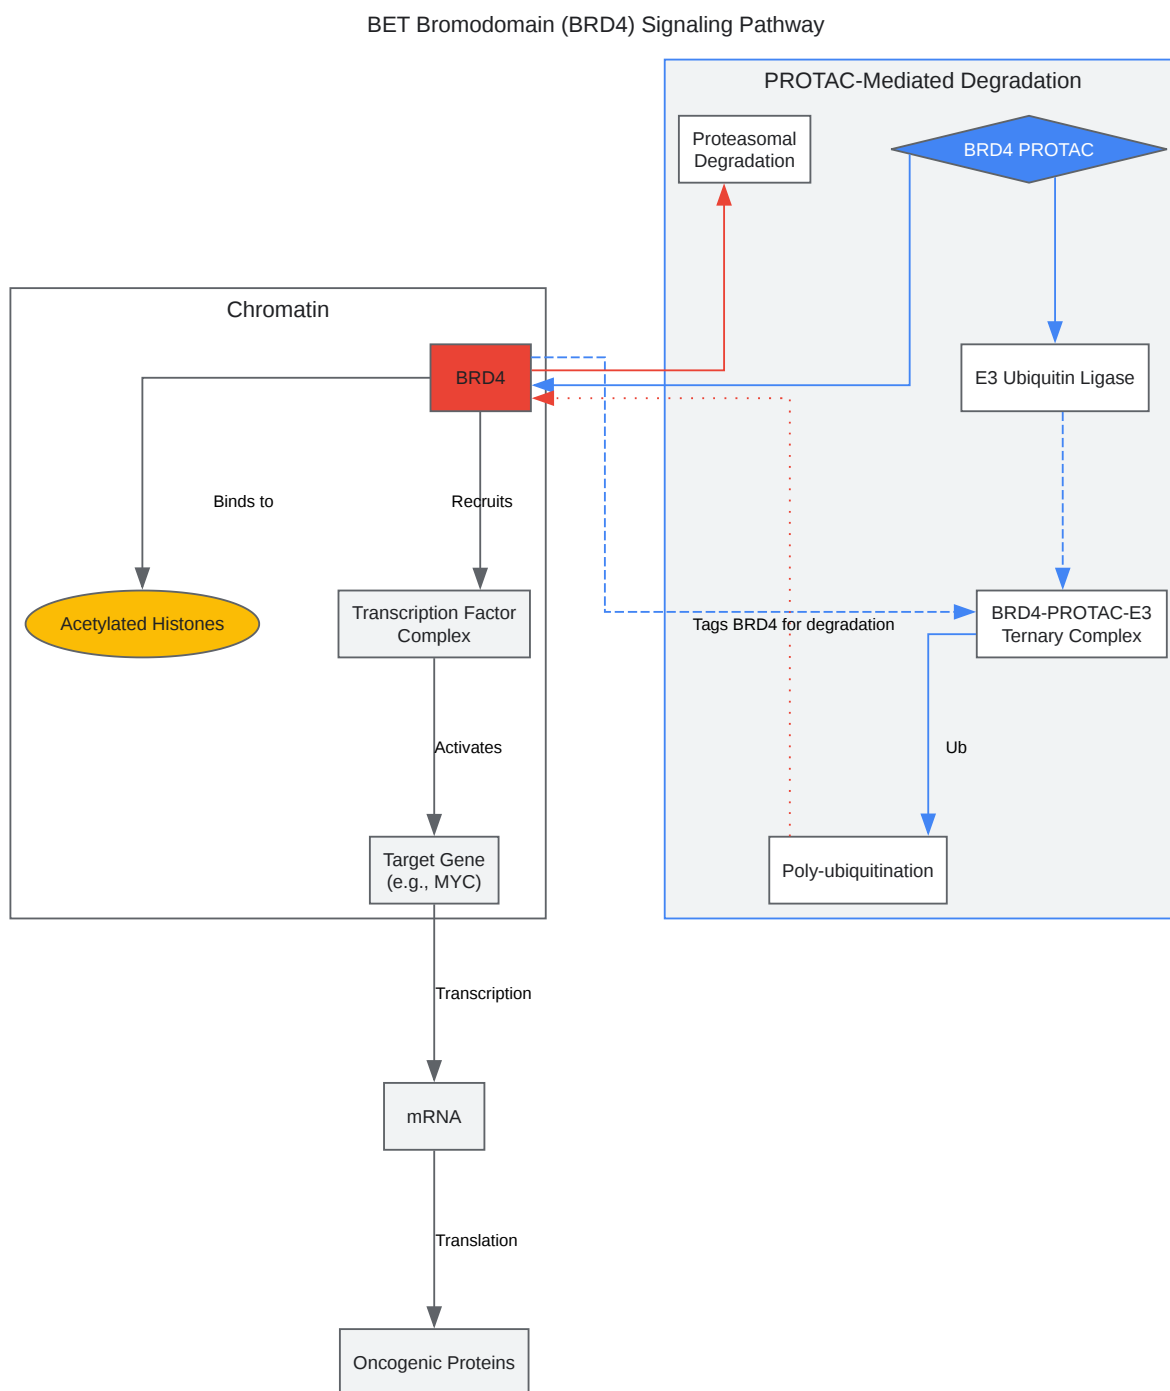 BET Bromodomain (BRD4) Signaling Pathway
PROTAC-Mediated Degradation
Proteasomal
Degradation
BRD4 PROTAC
Chromatin
BRD4
E3 Ubiquitin Ligase
Binds to
Recruits
Acetylated Histones
Transcription Factor
Complex
Tags BRD4 for degradation
BRD4-PROTAC-E3
Ternary Complex
Activates
Ub
Target Gene
(e.g., MYC)
Poly-ubiquitination
Transcription
mRNA
Translation
Oncogenic Proteins